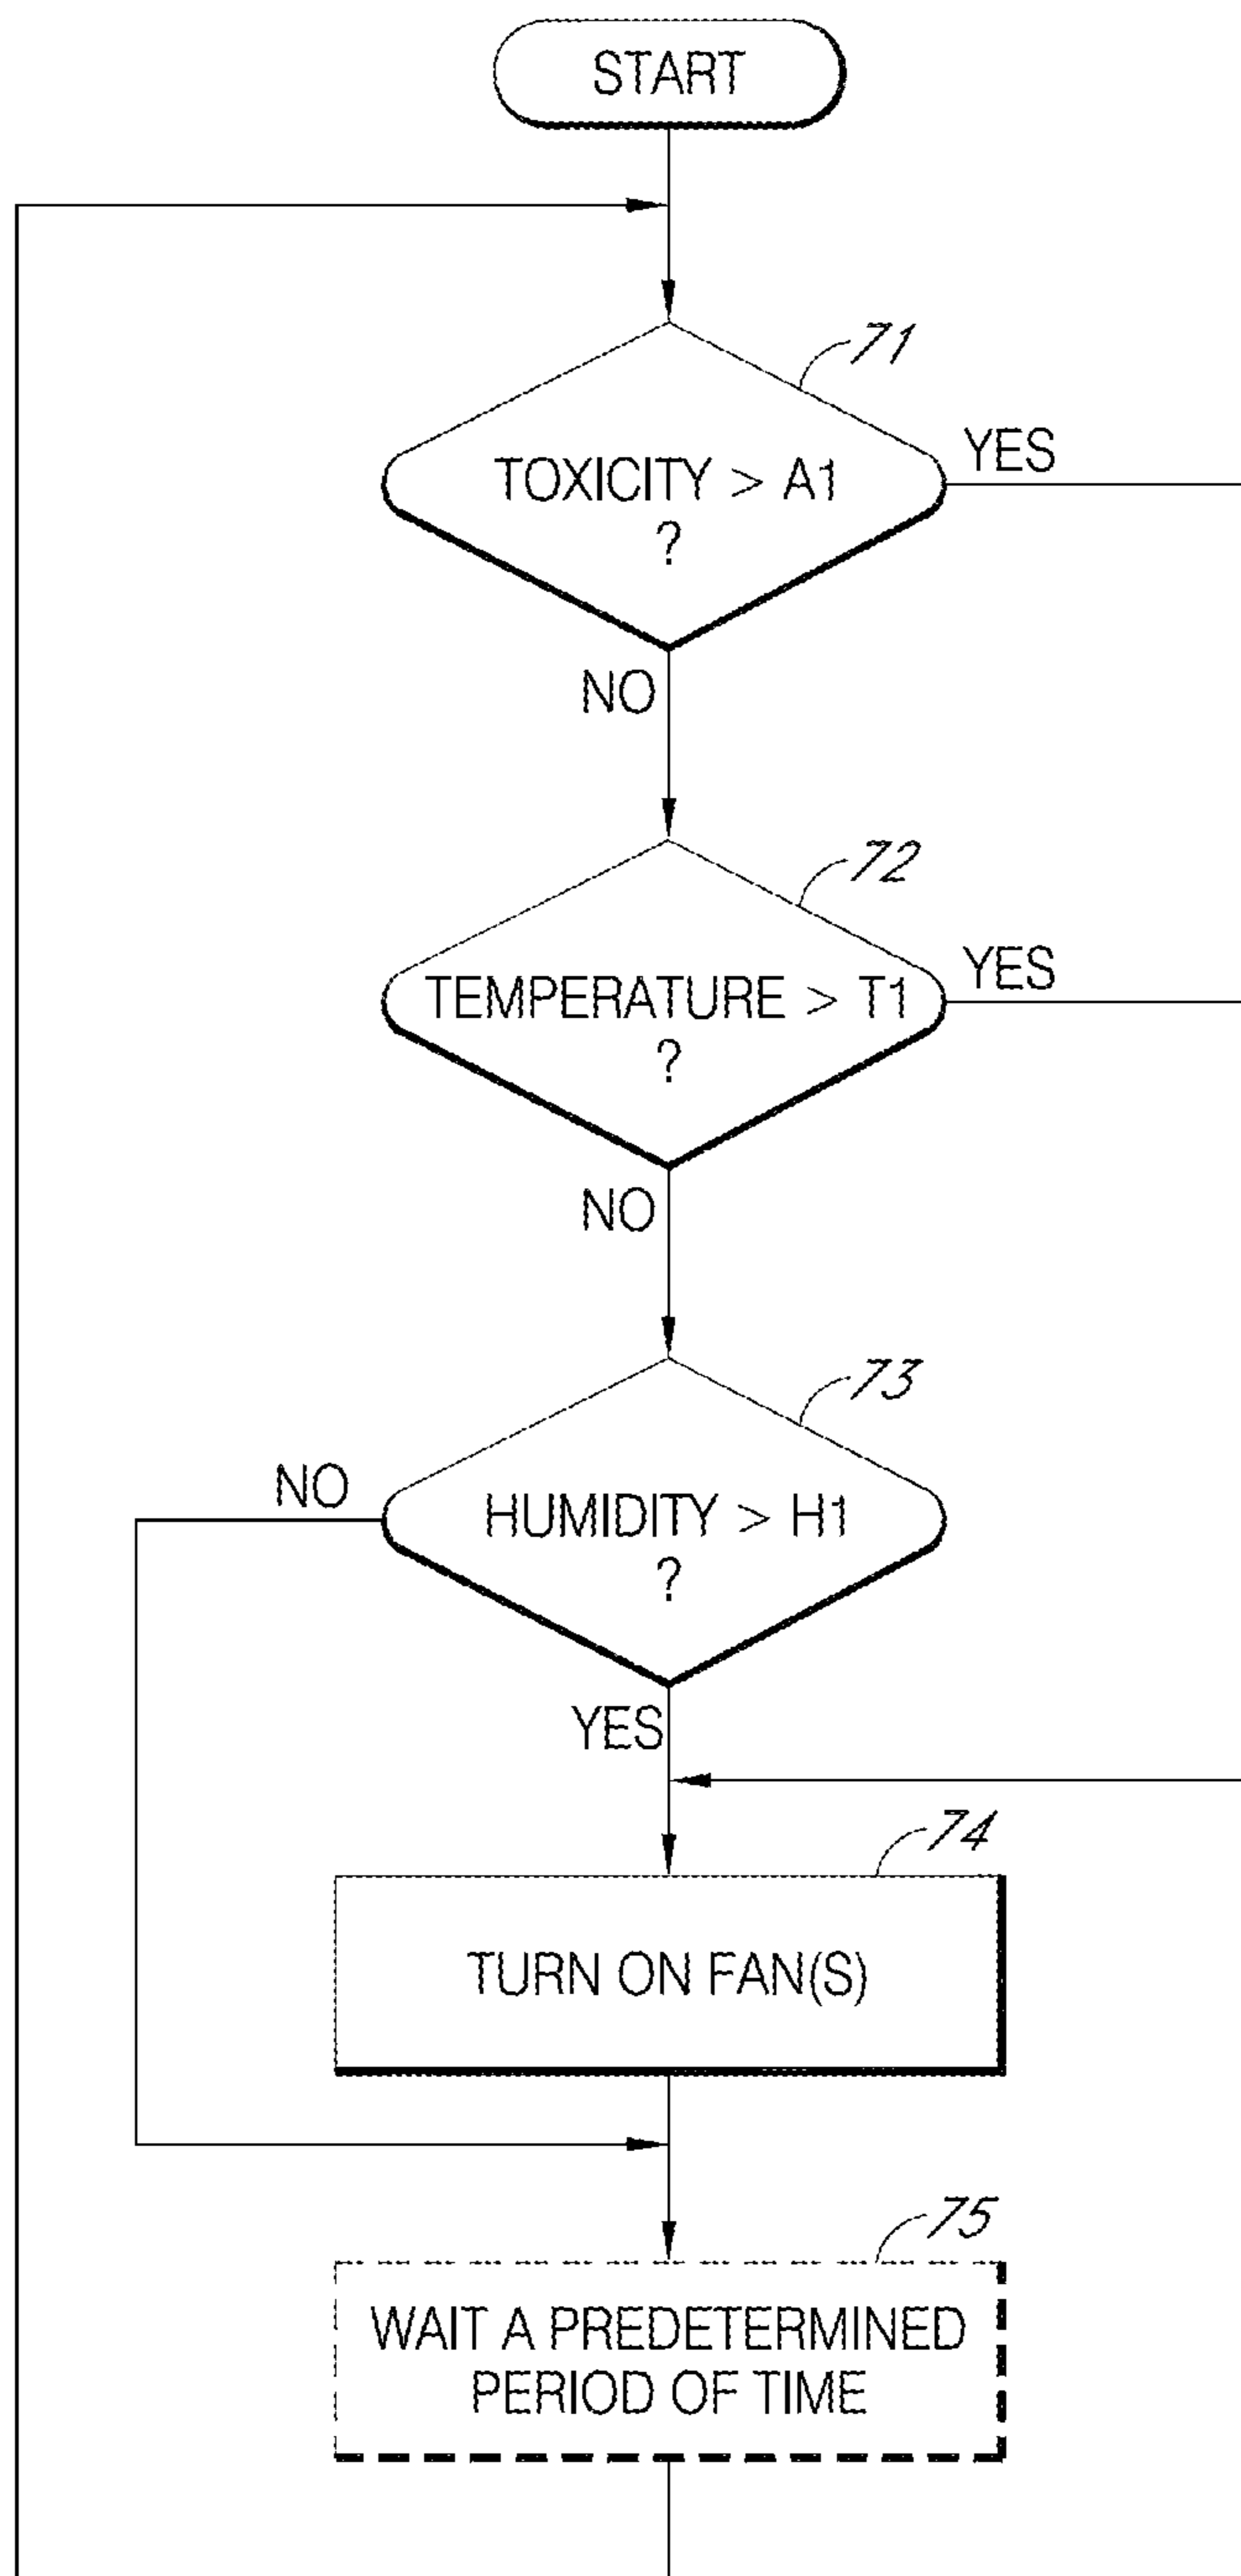 START
71
TOXICITY > A1
?
YES
NO
72
TEMPERATURE > T1
?
YES
NO
73
NO
HUMIDITY > H1
?
YES
74
TURN ON FAN(S)
75
WAIT A PREDETERMINED
PERIOD OF TIME